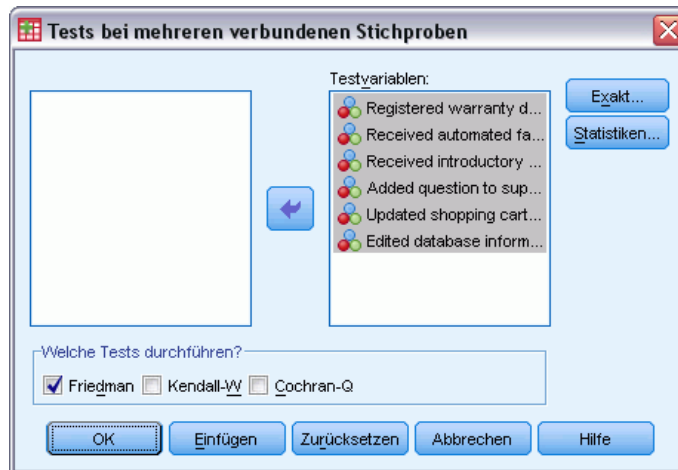 Tests bei mehreren verbundenen Stichproben
Testvariablen:
Registered warranty d...
Received automated fa...
Received introductory ...
Added question to sup...
Updated shopping cart...
Edited database inform...
Exakt...
Statistiken...
Welche Tests durchführen?
Friedman Kendall-W Cochran-Q
OK Einfügen Zurücksetzen Abbrechen Hilfe